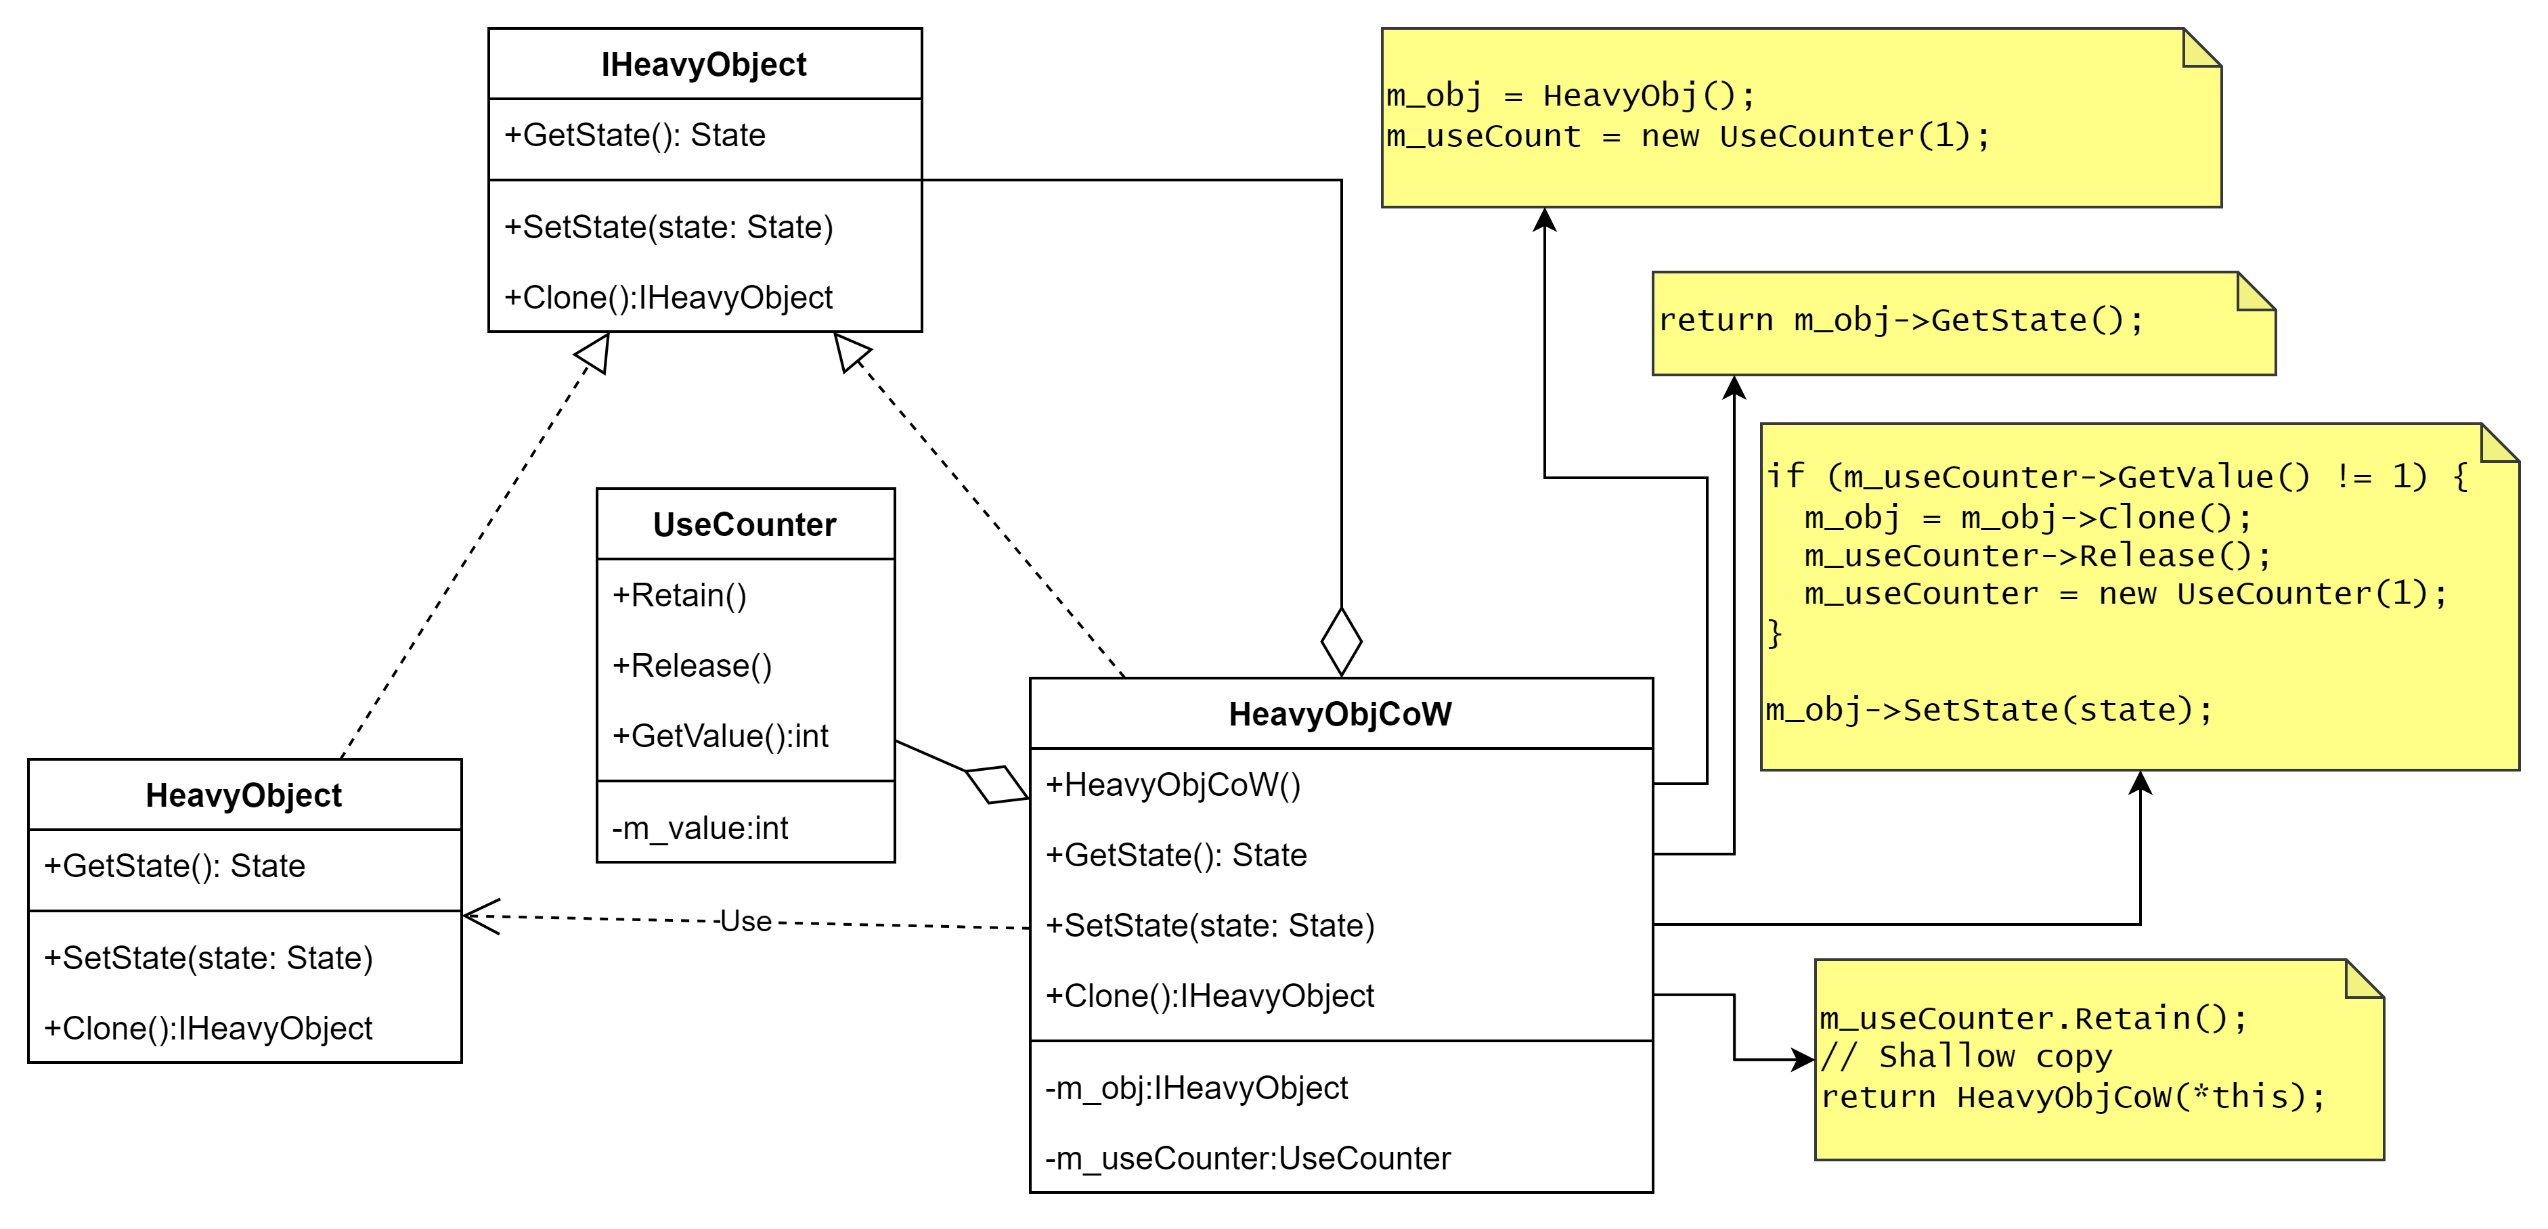 IHeavyObject
+GetState(): State
+SetState(state: State)
+Clone():IHeavyObject
m_obj = HeavyObj();
m_useCount = new UseCounter(1);
return m_obj->GetState();
if (m_useCounter->GetValue() != 1) {
  m_obj = m_obj->Clone();
  m_useCounter->Release();
  m_useCounter = new UseCounter(1);
}
m_obj->SetState(state);
UseCounter
+Retain()
+Release()
+GetValue():int
-m_value:int
HeavyObject
+GetState(): State
+SetState(state: State)
+Clone():IHeavyObject
Use
HeavyObjCoW
+HeavyObjCoW()
+GetState(): State
+SetState(state: State)
+Clone():IHeavyObject
-m_obj:IHeavyObject
-m_useCounter:UseCounter
m_useCounter.Retain();
// Shallow copy
return HeavyObjCoW(*this);